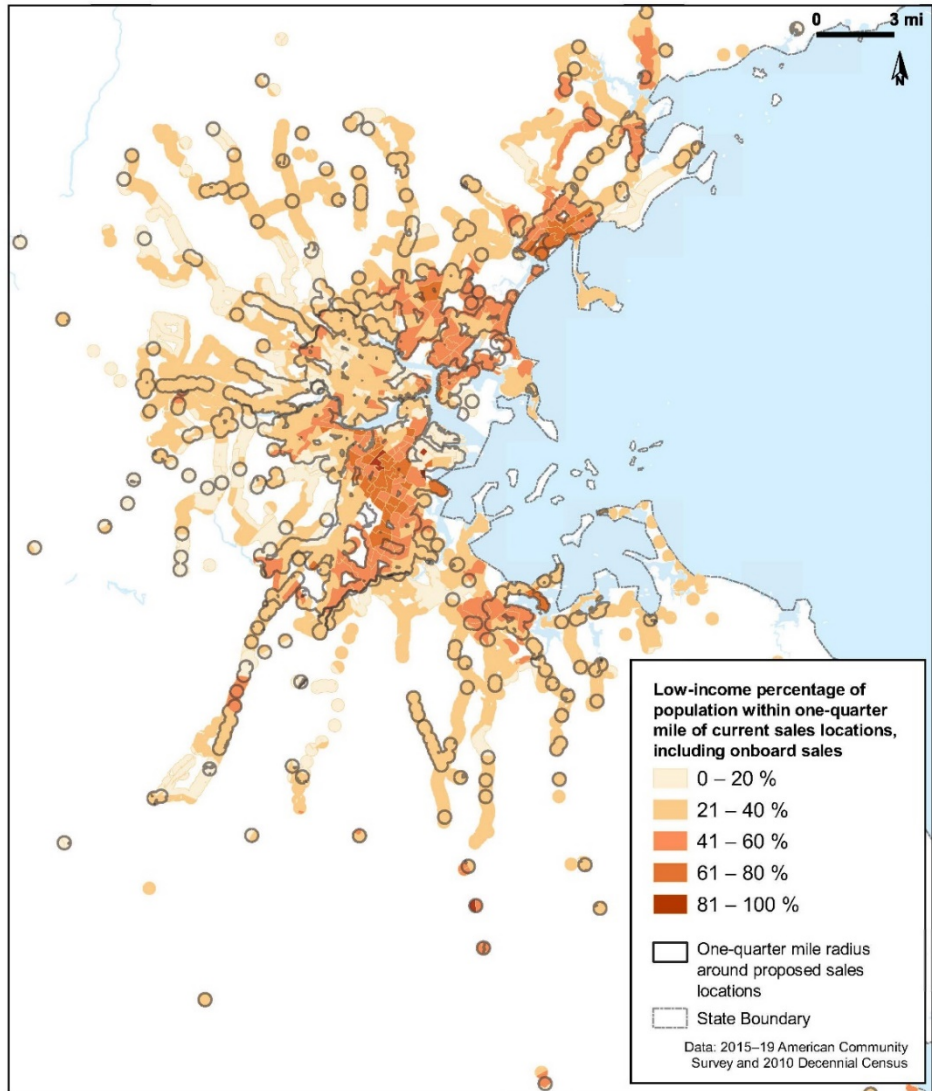 0 3 mi
N
Low-income percentage of
population within one-quarter
mile of current sales locations,
including onboard sales
0 – 20 %
21 – 40 %
41 – 60 %
61 – 80 %
81 – 100 %
One-quarter mile radius
around proposed sales
locations
State Boundary
Data: 2015–19 American Community
Survey and 2010 Decennial Census